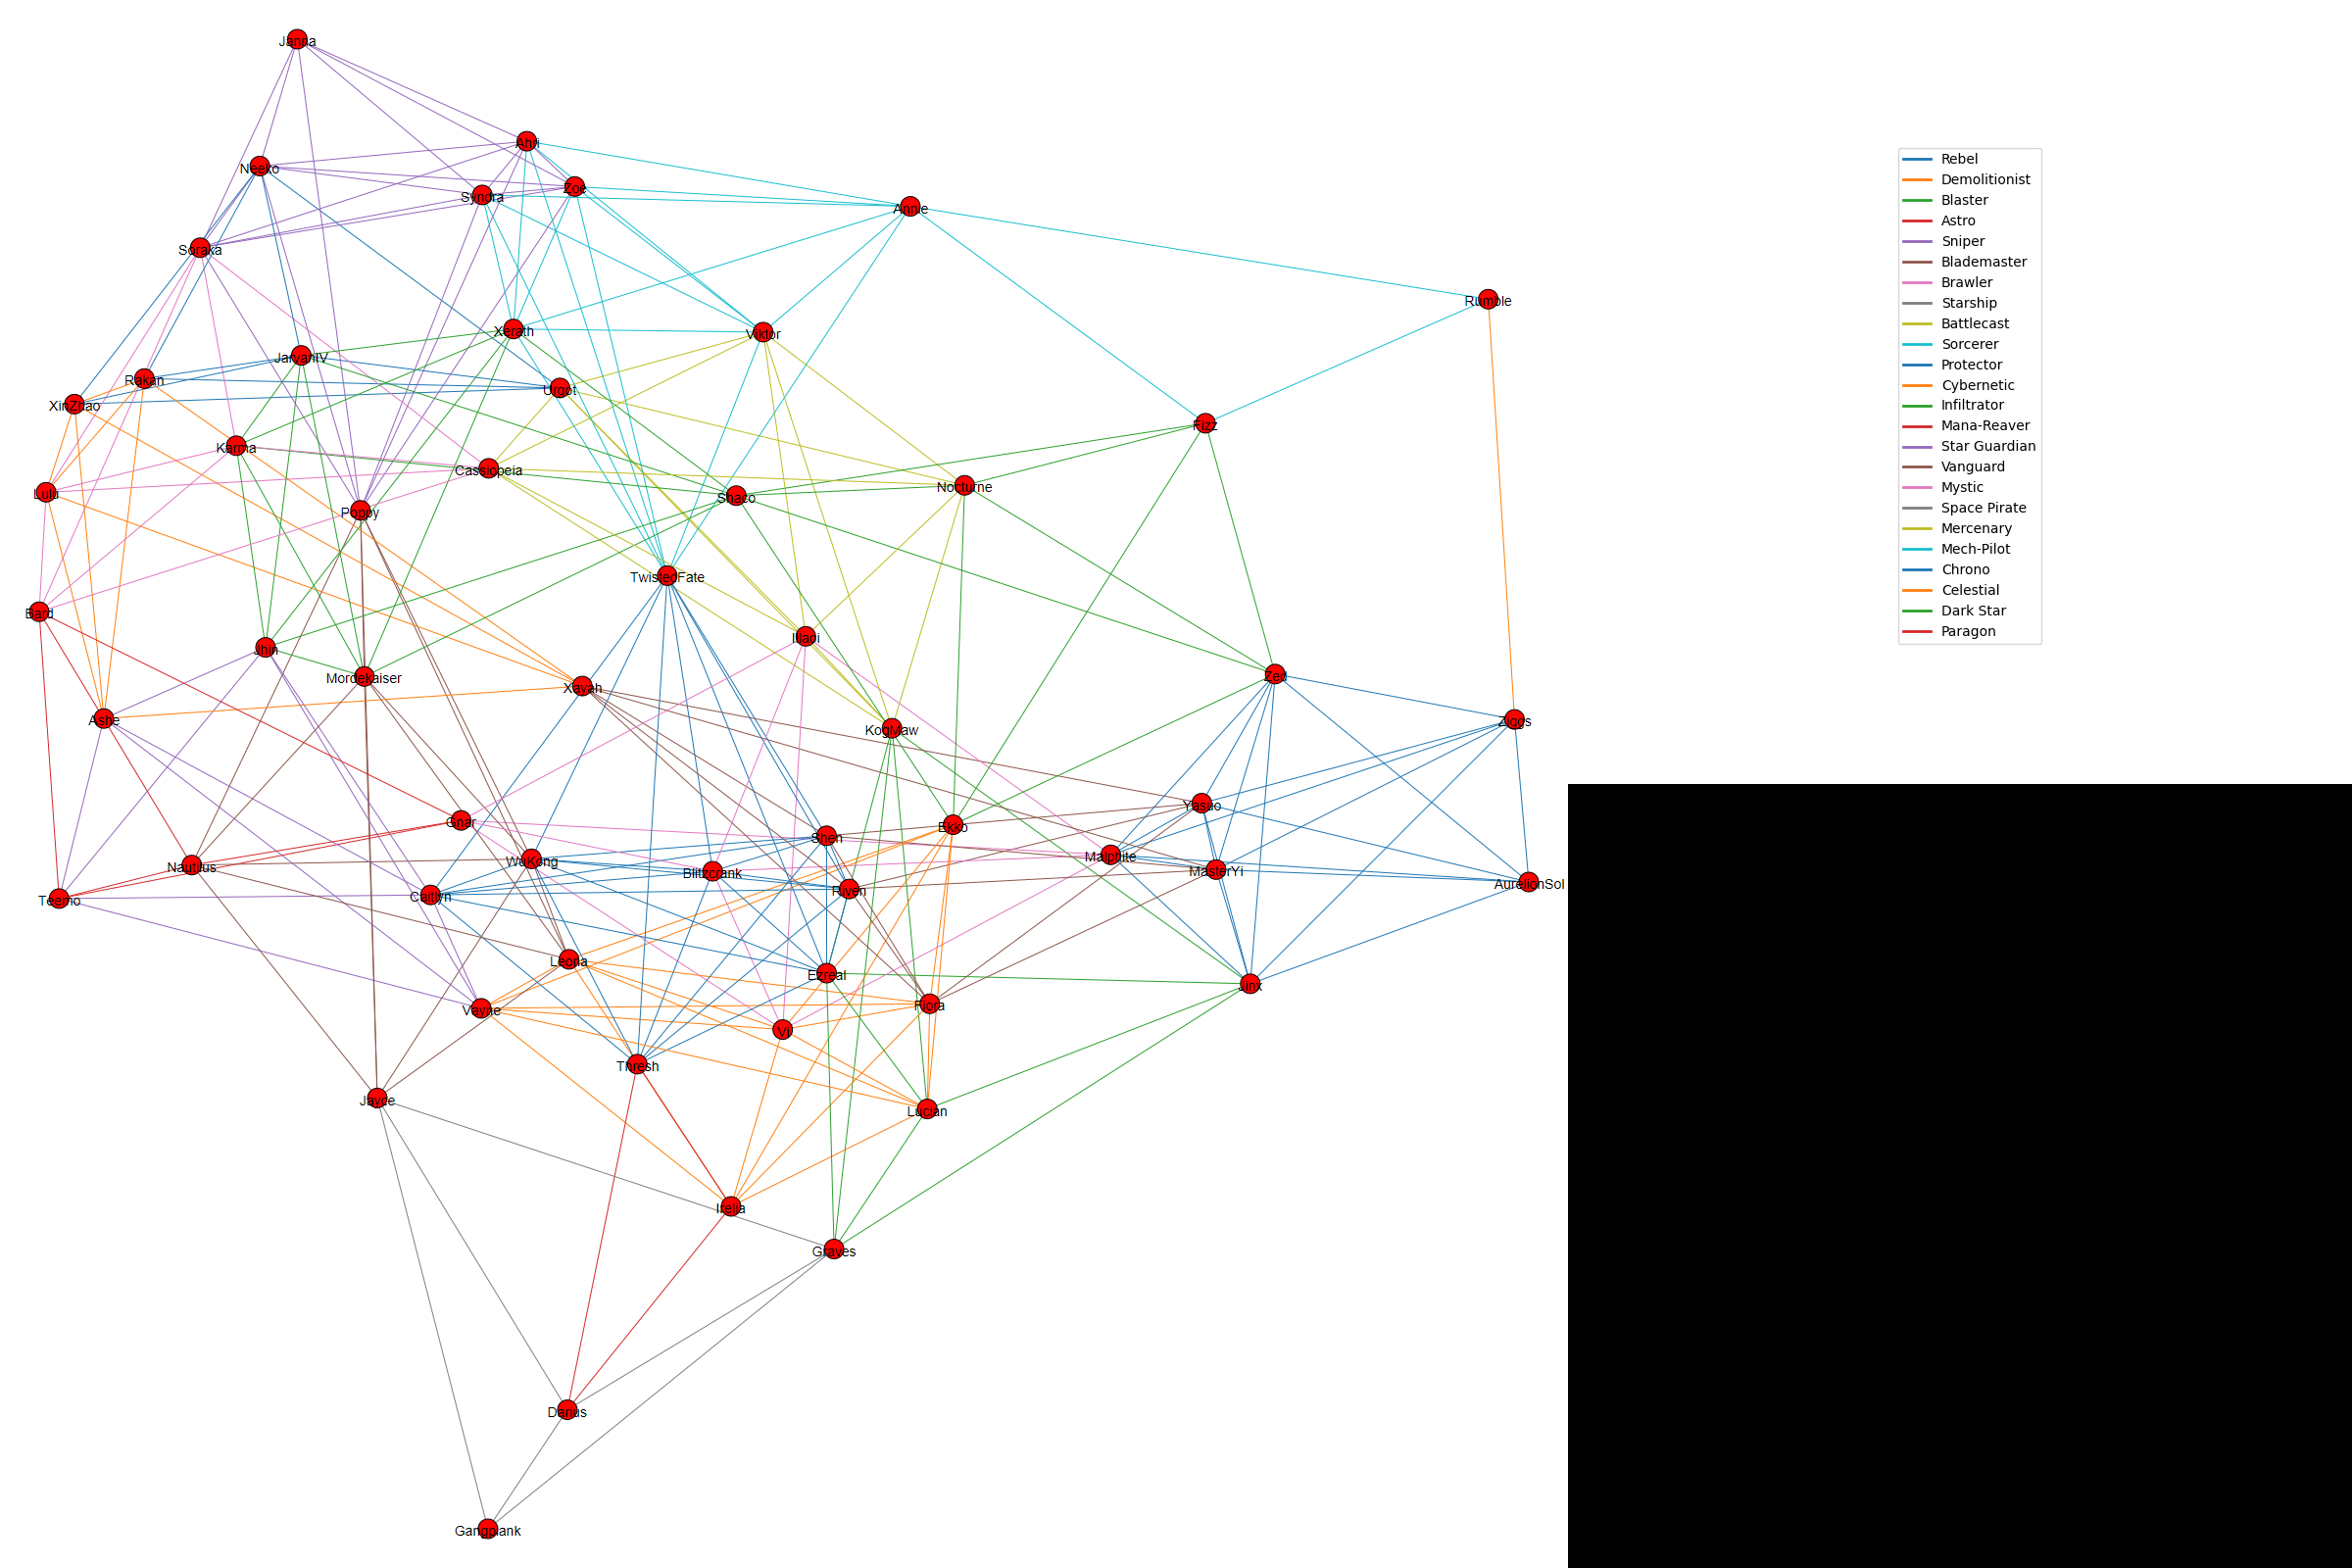 Janna
Ahri
Neeko
Zoe
Syndra
Annie
Soraka
Rumble
Xerath
Viktor
JarvanIV
Rakan
Urgot
XinZhao
Fizz
Karma
Cassiopeia
Nocturne
Lulu
Shaco
Poppy
TwistedFate
Bard
Illadi
Jhin
Mordekaiser
Zed
Xayah
Ashe
Ziggs
KogMaw
Yasuo
Gnar
Ekko
Shen
Malphite
WuKong
Nautilus
MasterYi
Blitzcrank
AurelionSol
Riven
Caitlyn
Teemo
Leona
Ezreal
Jinx
Fiora
Vayne
Vi
Thresh
Jayce
Lucian
Irelia
Graves
Darius
Gangplank
Rebel
Demolitionist
Blaster
Astro
Sniper
Blademaster
Brawler
Starship
Battlecast
Sorcerer
Protector
Cybernetic
Infiltrator
Mana-Reaver
Star Guardian
Vanguard
Mystic
Space Pirate
Mercenary
Mech-Pilot
Chrono
Celestial
Dark Star
Paragon